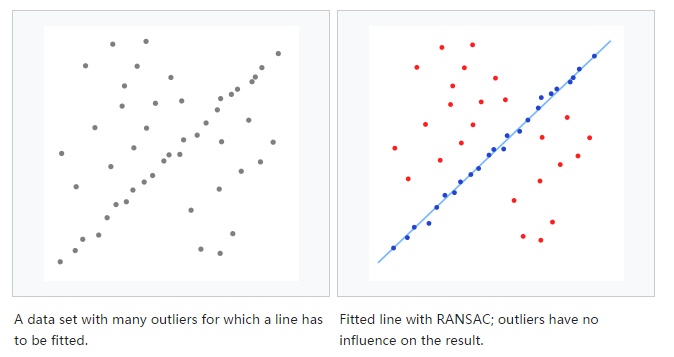 A data set with many outliers for which a line has
to be fitted.
Fitted line with RANSAC; outliers have no
influence on the result.